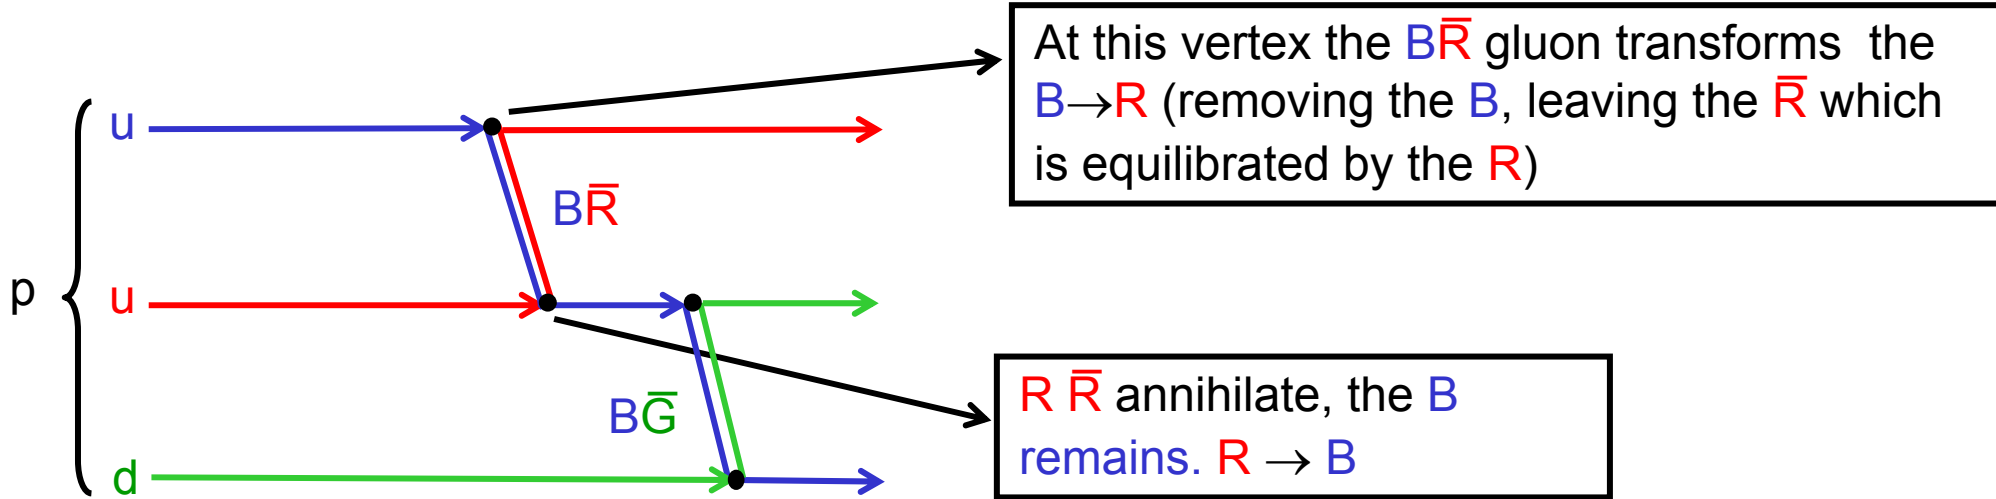 At this vertex the BR̅ gluon transforms the
B→R (removing the B, leaving the R̅ which
is equilibrated by the R)
u
BR̅
p
u
BG̅
R R̅ annihilate, the B
remains. R → B
d